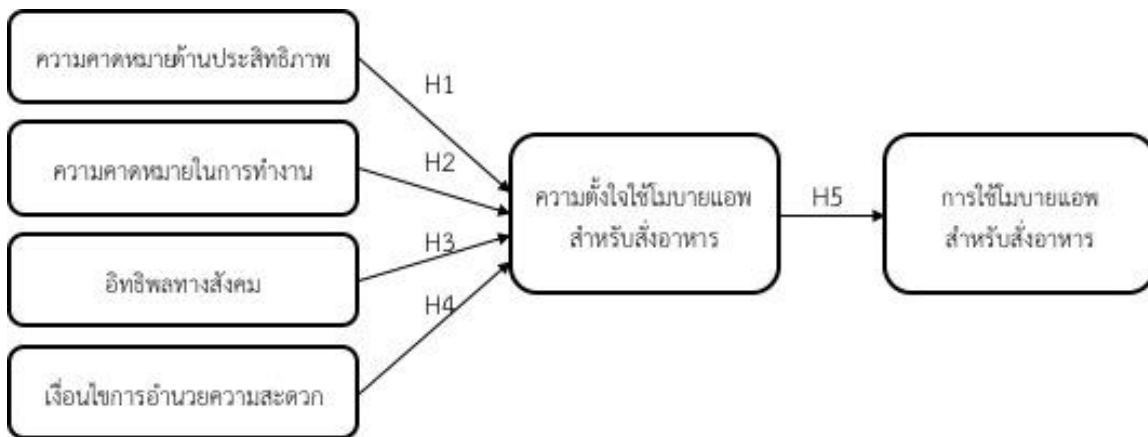 ความคาดหมายด้านประสิทธิภาพ
H1
ความคาดหมายในการทำงาน
H2
ความตั้งใจใช้โมบายแอพ
สำหรับสั่งอาหาร
H5
การใช้โมบายแอพ
สำหรับสั่งอาหาร
อิทธิพลทางสังคม
H3
H4
เงื่อนไขการอำนวยความสะดวก